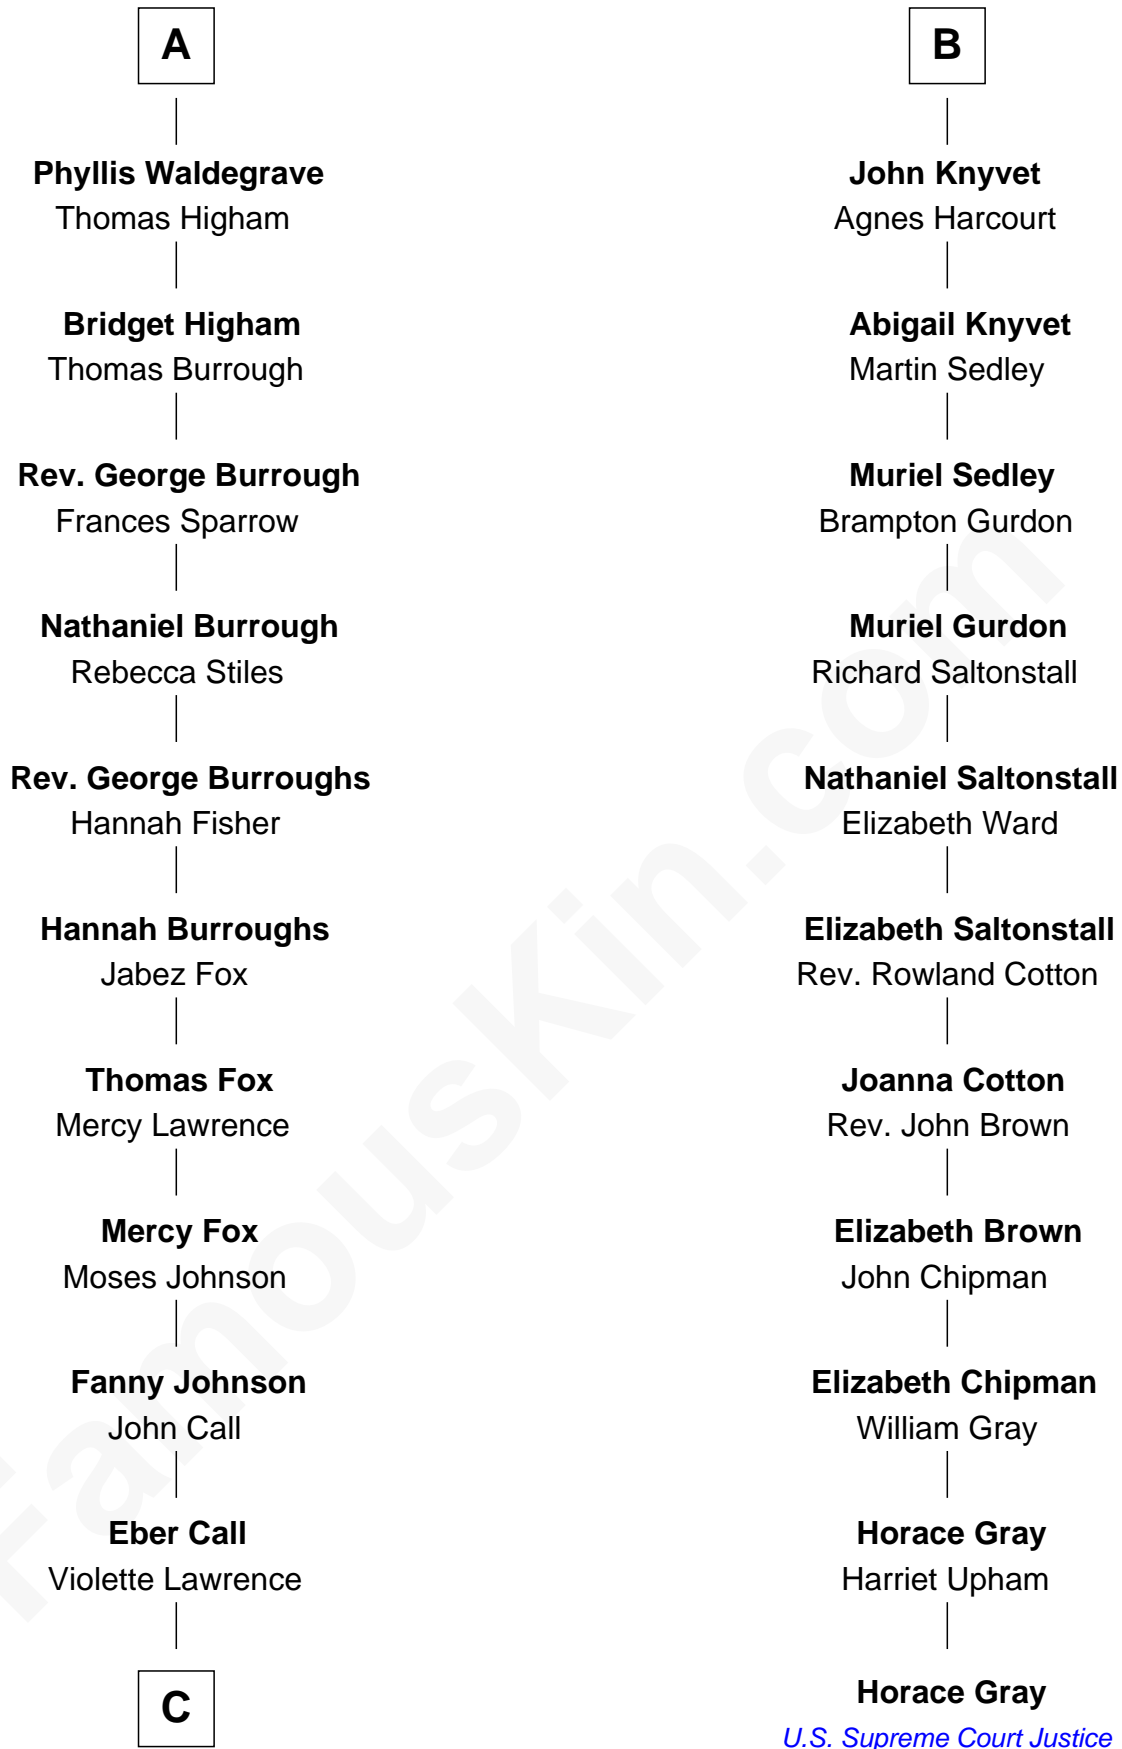 A
Phyllis Waldegrave
Thomas Higham
Bridget Higham
Thomas Burrough
Rev. George Burrough
Frances Sparrow
Nathaniel Burrough
Rebecca Stiles
Rev. George Burroughs
Hannah Fisher
Hannah Burroughs
Jabez Fox
Thomas Fox
Mercy Lawrence
Mercy Fox
Moses Johnson
Fanny Johnson
John Call
Eber Call
Violette Lawrence
C
B
John Knyvet
Agnes Harcourt
Abigail Knyvet
Martin Sedley
Muriel Sedley
Brampton Gurdon
Muriel Gurdon
Richard Saltonstall
Nathaniel Saltonstall
Elizabeth Ward
Elizabeth Saltonstall
Rev. Rowland Cotton
Joanna Cotton
Rev. John Brown
Elizabeth Brown
John Chipman
Elizabeth Chipman
William Gray
Horace Gray
Harriet Upham
Horace Gray
U.S. Supreme Court Justice
FamousKin.com